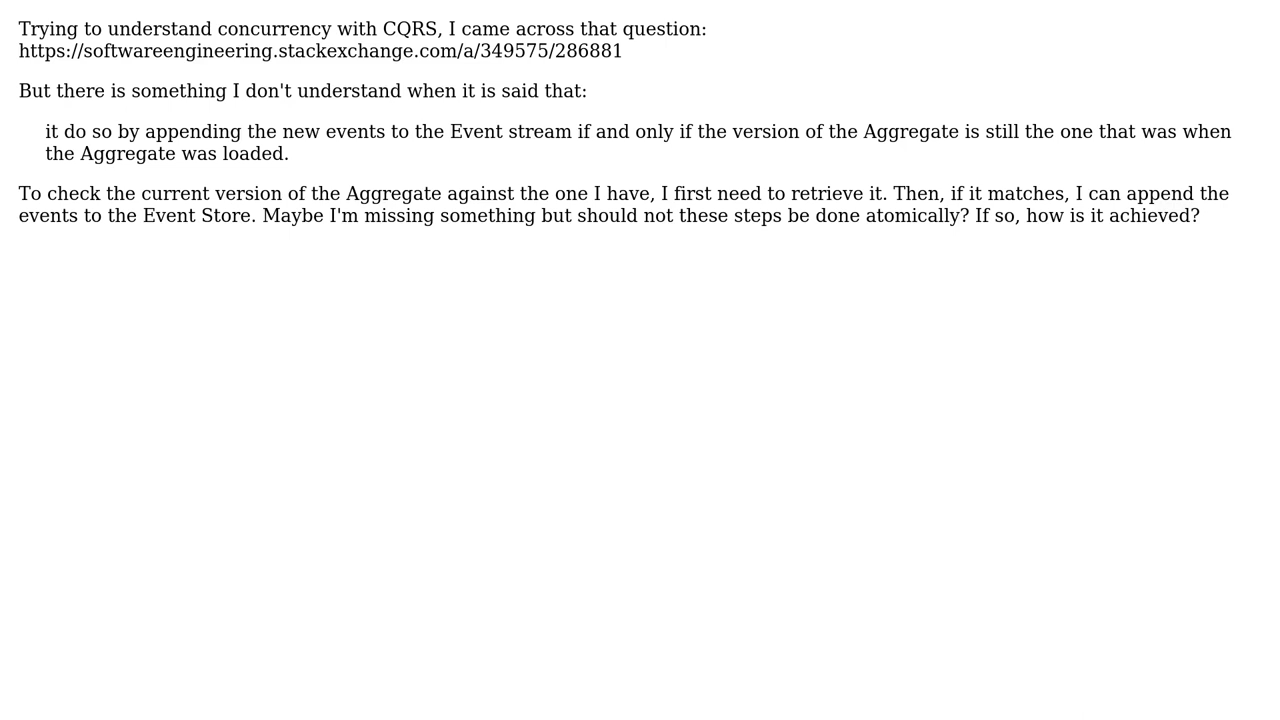 Trying to understand concurrency with CQRS, I came across that question:
https://softwareengineering.stackexchange.com/a/349575/286881
But there is something I don't understand when it is said that:
it do so by appending the new events to the Event stream if and only if the version of the Aggregate is still the one that was when
the Aggregate was loaded.
To check the current version of the Aggregate against the one I have, I first need to retrieve it. Then, if it matches, I can append the
events to the Event Store. Maybe I'm missing something but should not these steps be done atomically? If so, how is it achieved?